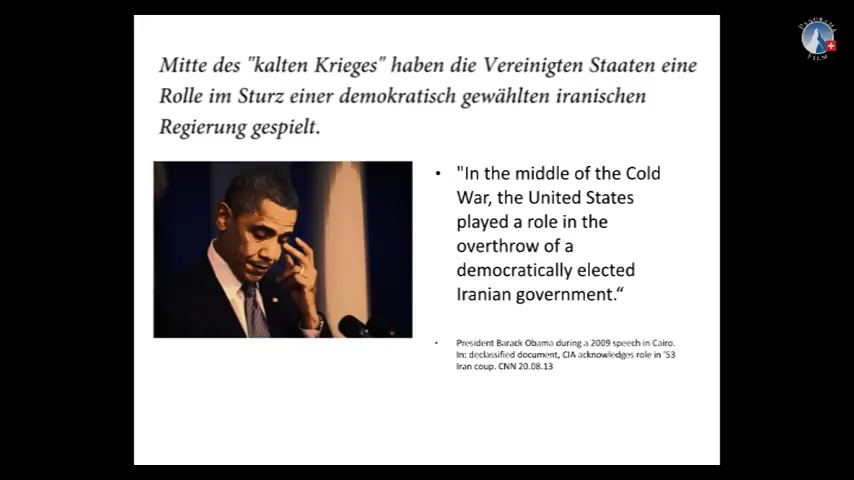 Mitte des "kalten Krieges" haben die Vereinigten Staaten eine
Rolle im Sturz einer demokratisch gewählten iranischen
Regierung gespielt.
• "In the middle of the Cold
War, the United States
played a role in the
overthrow of a
democratically elected
Iranian government.“
• President Barack Obama during a 2009 speech in Cairo.
In: declassified document, CIA acknowledges role in '53
Iran coup. CNN 20.08.13
PANORAMA
FILM